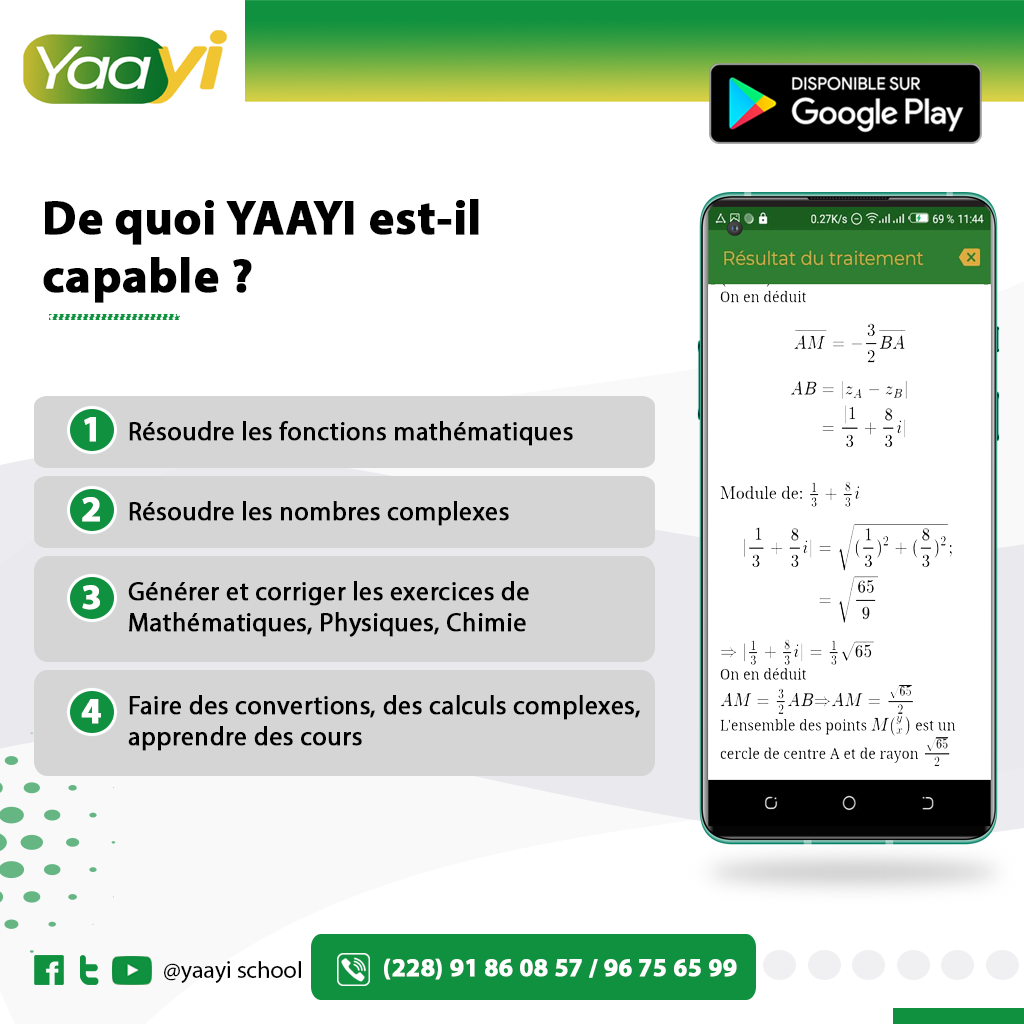 Yaayi
DISPONIBLE SUR
Google Play
De quoi YAAYI est-il
capable ?
1 Résoudre les fonctions mathématiques
2 Résoudre les nombres complexes
3 Générer et corriger les exercices de
Mathématiques, Physiques, Chimie
4 Faire des convertions, des calculs complexes,
apprendre des cours
0.27K/s 69 % 11:44
Résultat du traitement
On en déduit
\overline{AM} = -\frac{3}{2}\overline{BA}
AB = |z_A − z_B|
= |\frac{1}{3} + \frac{8}{3}i|
Module de: \frac{1}{3} + \frac{8}{3}i
|\frac{1}{3} + \frac{8}{3}i| = \sqrt{(\frac{1}{3})^2 + (\frac{8}{3})^2};
= \sqrt{\frac{65}{9}}
⇒ |\frac{1}{3} + \frac{8}{3}i| = \frac{1}{3}\sqrt{65}
On en déduit
AM = \frac{3}{2}AB⇒AM = \frac{\sqrt{65}}{2}
L'ensemble des points M(^y_x) est un
cercle de centre A et de rayon \frac{\sqrt{65}}{2}
@yaayi school
(228) 91 86 08 57 / 96 75 65 99